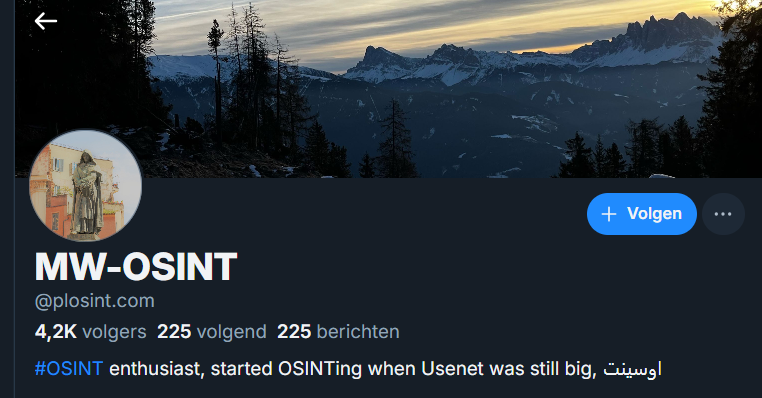 + Volgen ...
MW-OSINT
@plosint.com
4,2K volgers 225 volgend 225 berichten
#OSINT enthusiast, started OSINTing when Usenet was still big, اوسينت